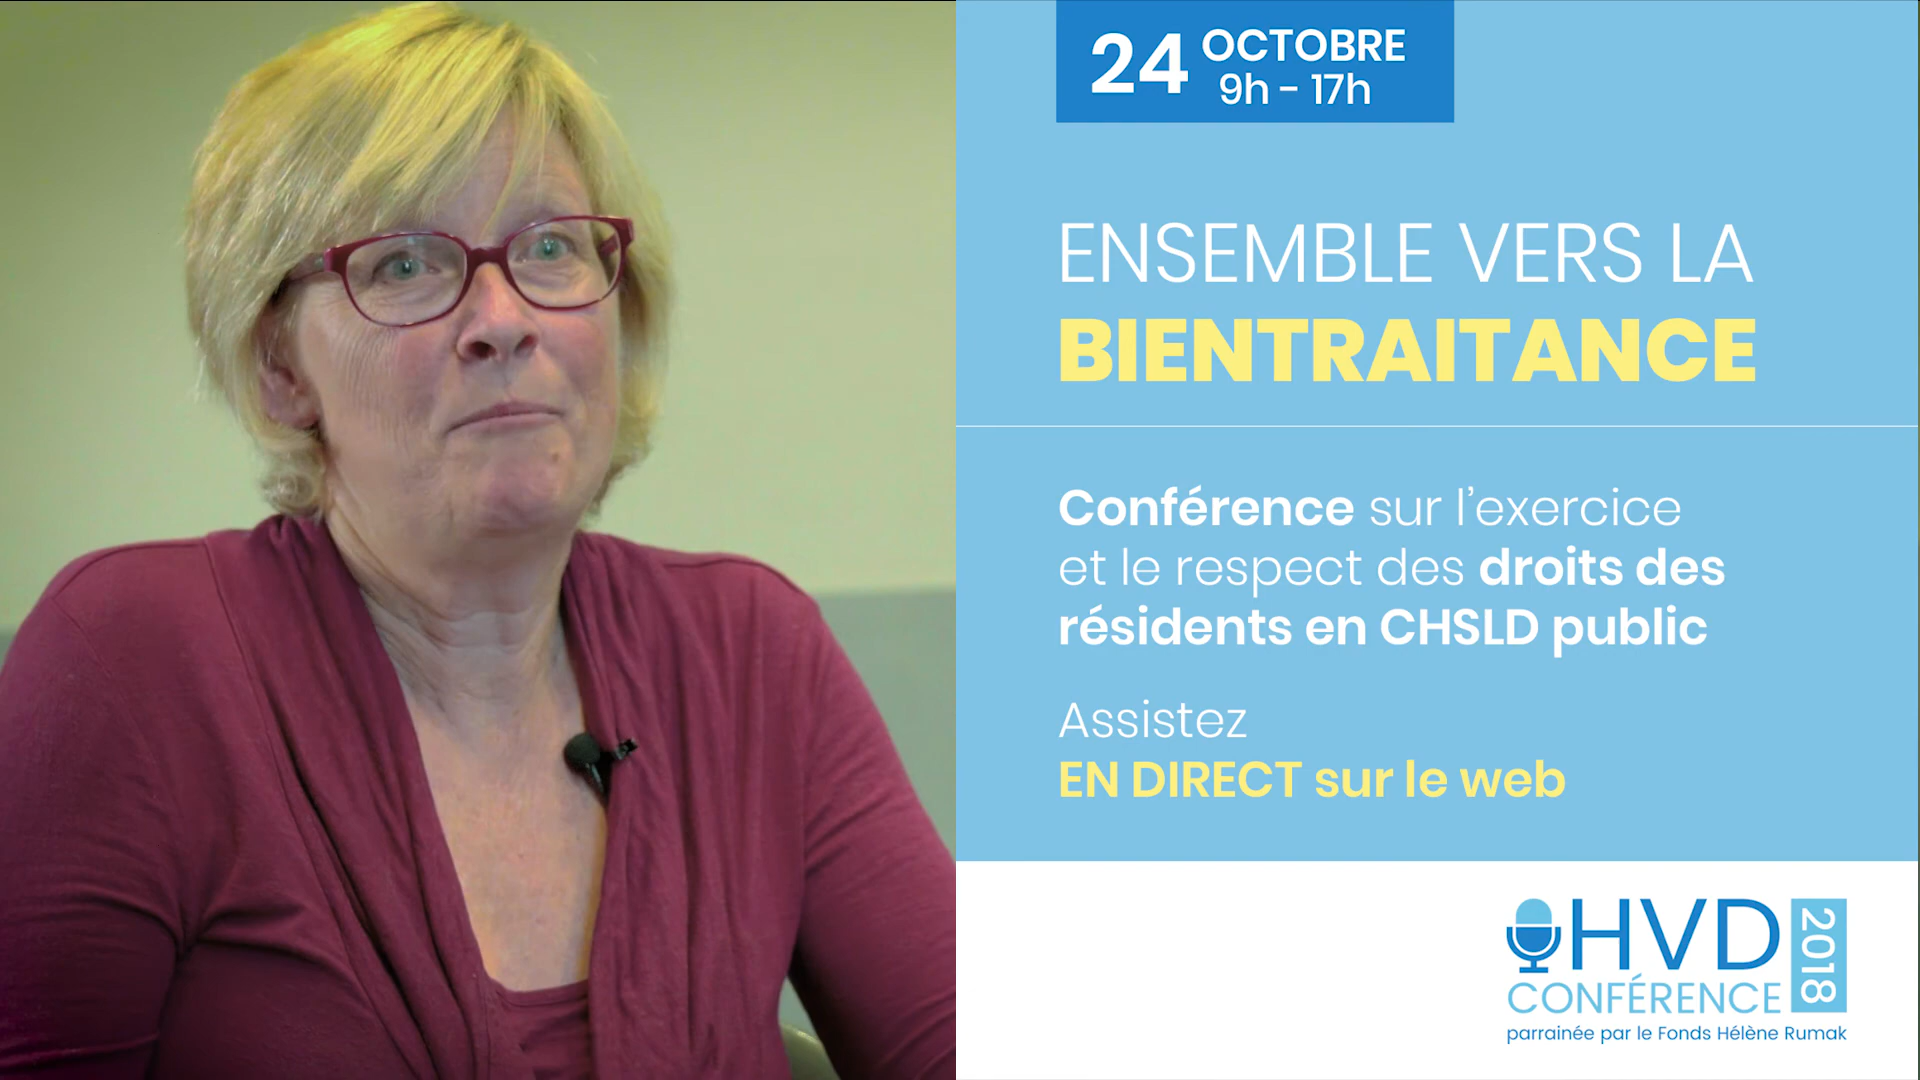 24 OCTOBRE
9h – 17h
ENSEMBLE VERS LA
BIENTRAITANCE
Conférence sur l'exercice
et le respect des droits des
résidents en CHSLD public
Assistez
EN DIRECT sur le web
HVD
CONFÉRENCE
2018
parrainée par le Fonds Hélène Rumak